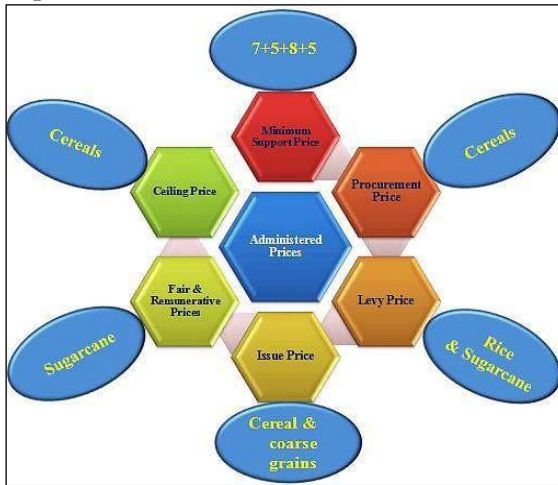 7+5+8+5
Minimum
Support Price
Cereals
Cereals
Ceiling Price
Procurement
Price
Administered
Prices
Fair &
Remunerative
Prices
Levy Price
Sugarcane
Issue Price
Rice
& Sugarcane
Cereal &
coarse
grains